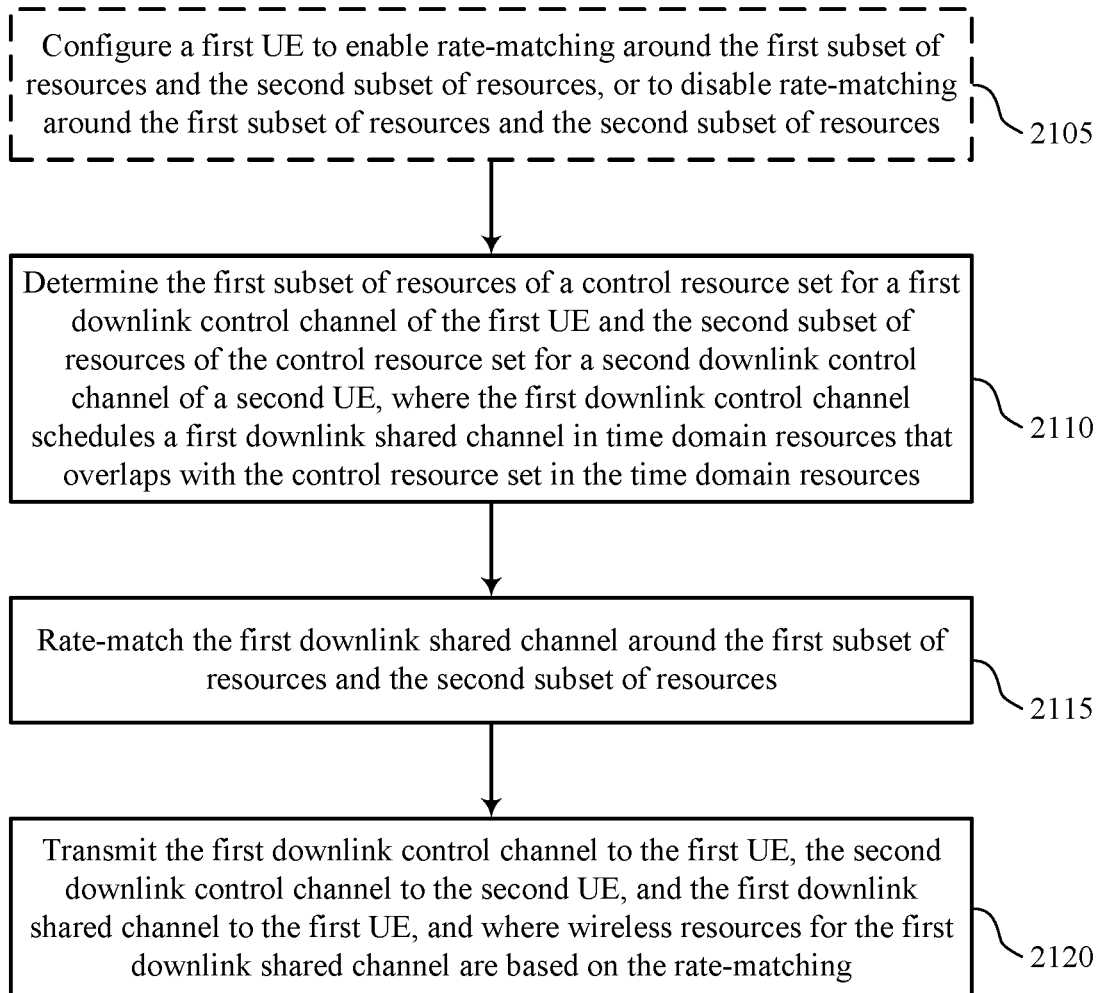 Configure a first UE to enable rate-matching around the first subset of
resources and the second subset of resources, or to disable rate-matching
around the first subset of resources and the second subset of resources
2105
Determine the first subset of resources of a control resource set for a first
downlink control channel of the first UE and the second subset of
resources of the control resource set for a second downlink control
channel of a second UE, where the first downlink control channel
schedules a first downlink shared channel in time domain resources that
overlaps with the control resource set in the time domain resources
2110
Rate-match the first downlink shared channel around the first subset of
resources and the second subset of resources
2115
Transmit the first downlink control channel to the first UE, the second
downlink control channel to the second UE, and the first downlink
shared channel to the first UE, and where wireless resources for the first
downlink shared channel are based on the rate-matching
2120